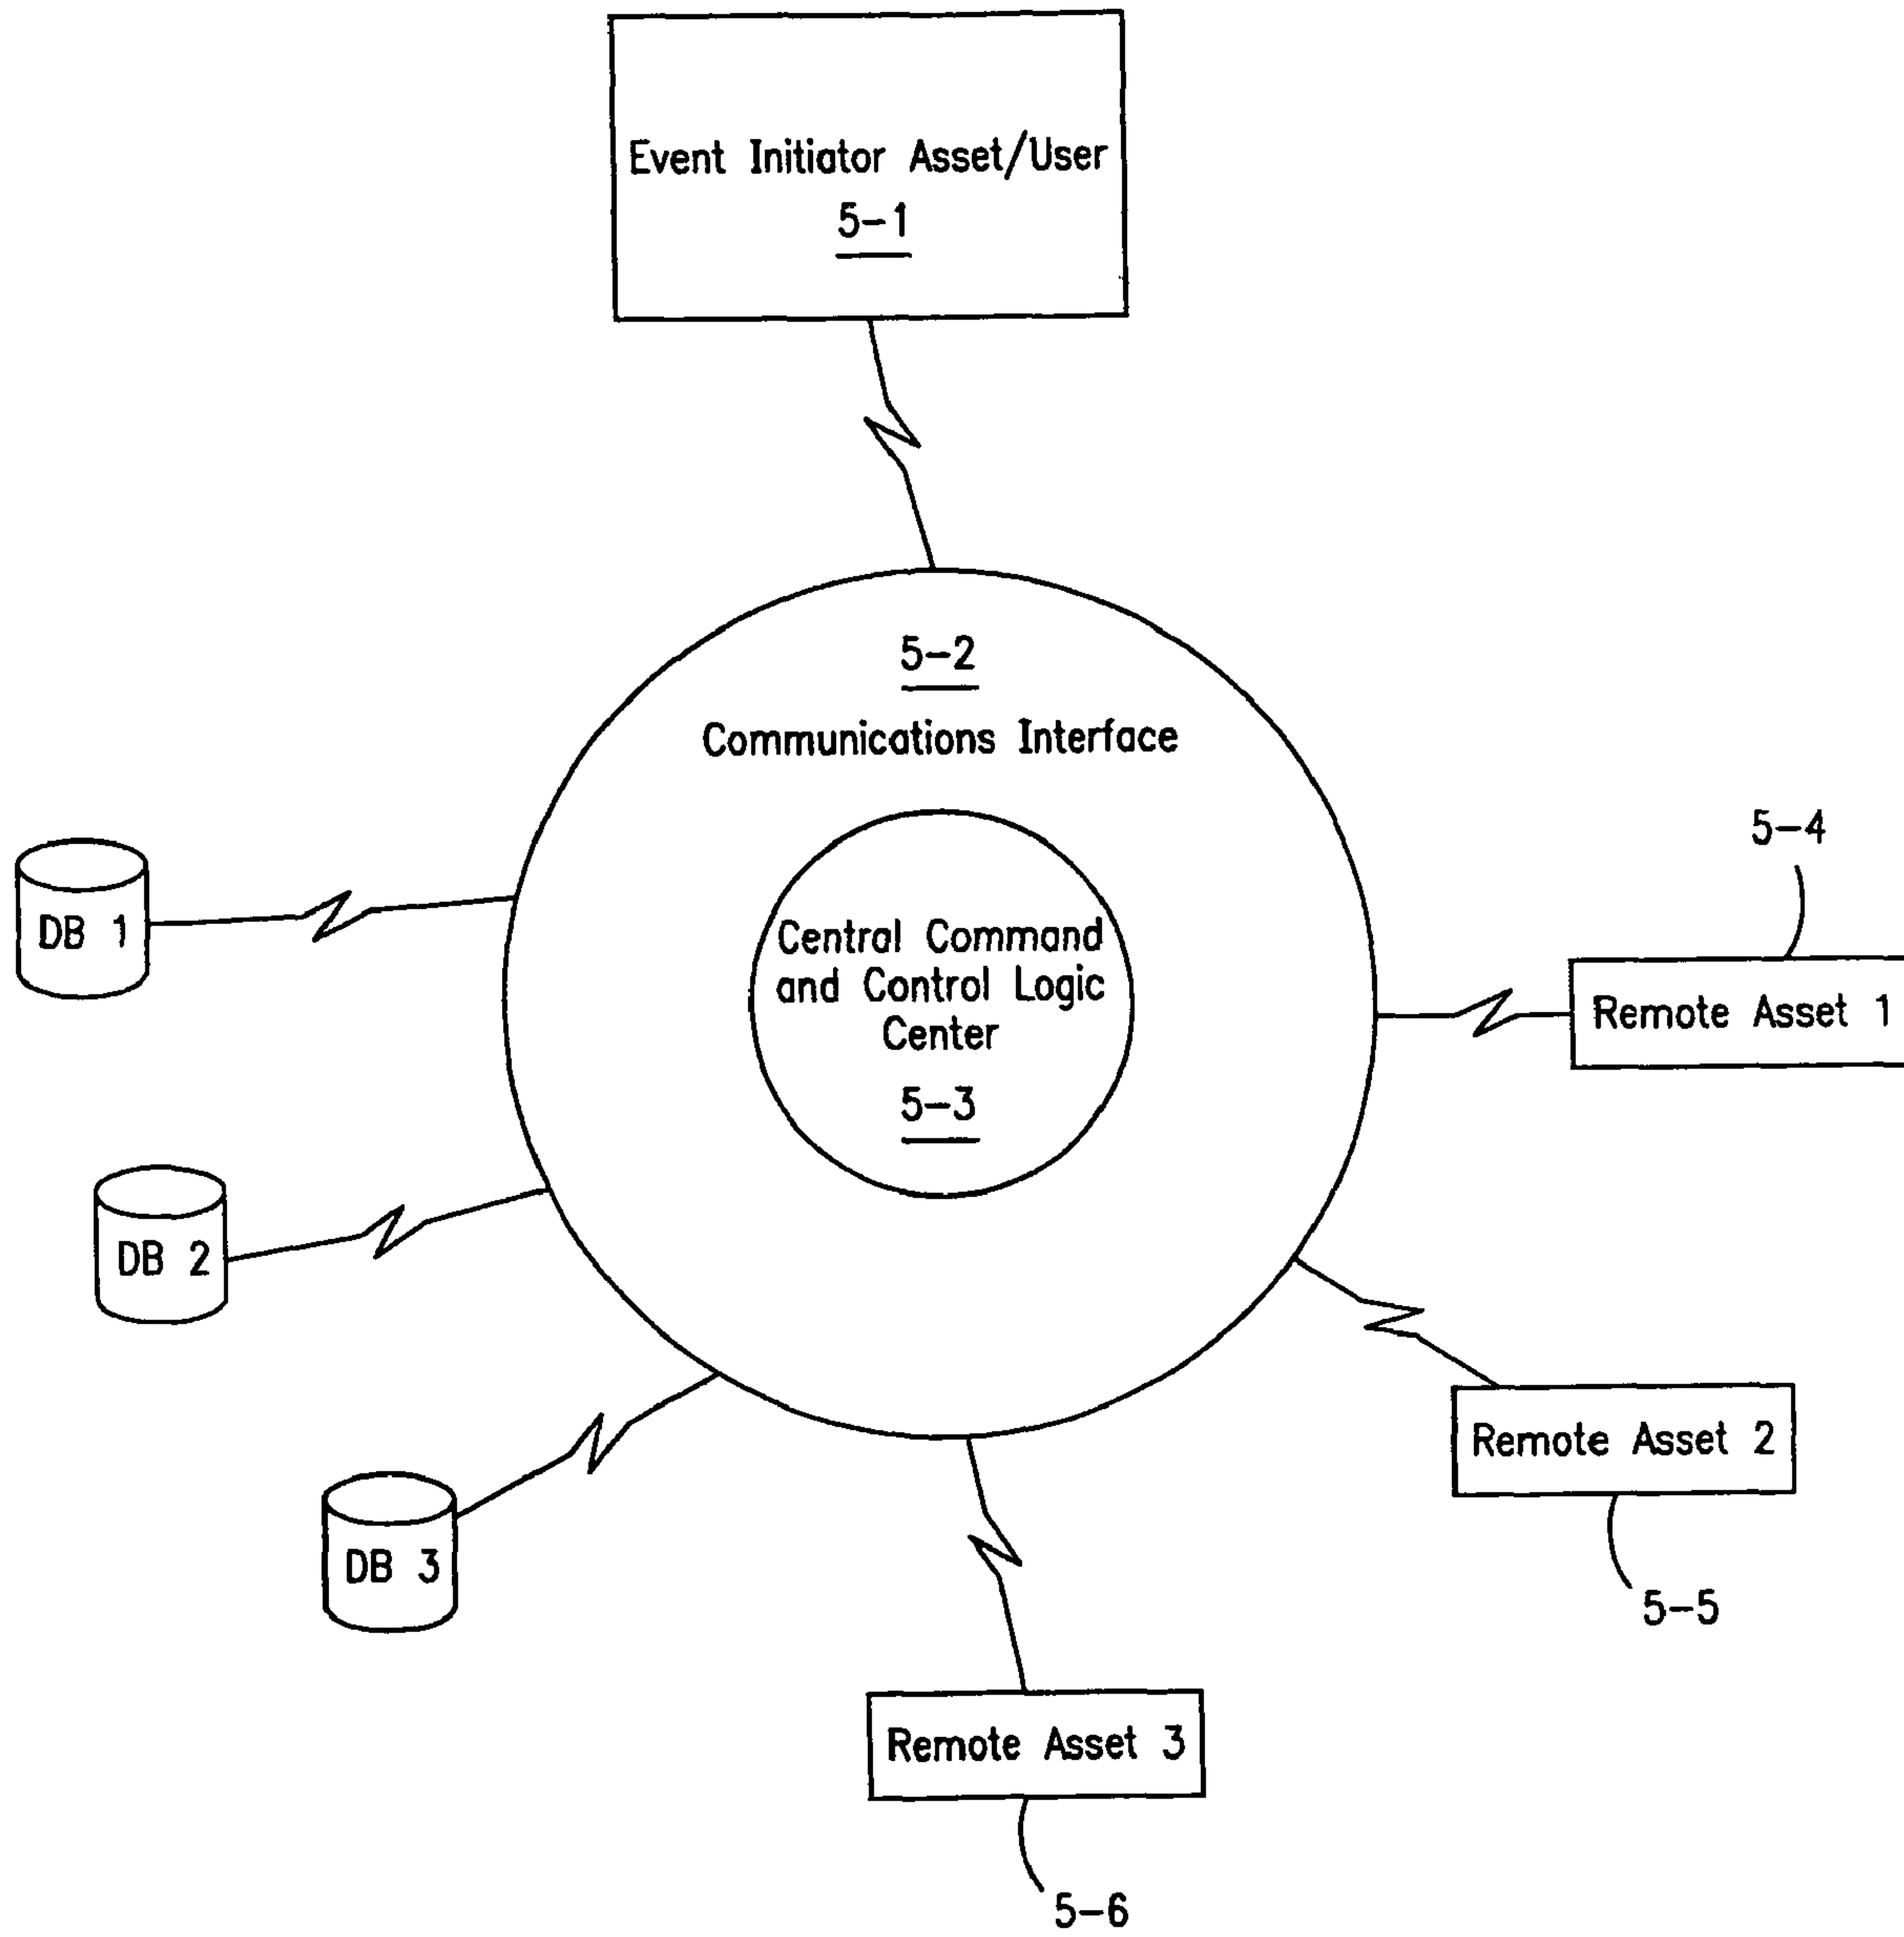 Event Initiator Asset/User
5-1
5-2
Communications Interface
5-4
DB 1
Central Command
and Control Logic
Center
5-3
Remote Asset 1
DB 2
Remote Asset 2
5-5
DB 3
Remote Asset 3
5-6